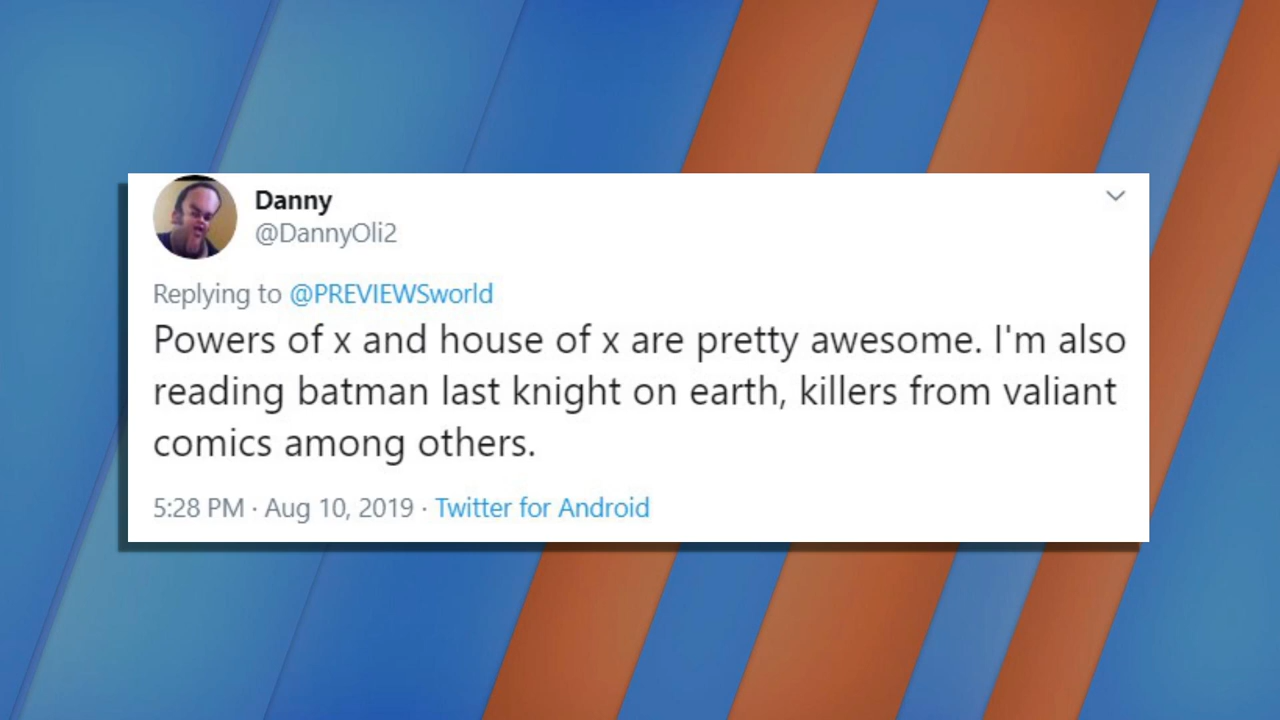 Danny
@DannyOli2
Replying to @PREVIEWSworld
Powers of x and house of x are pretty awesome. I'm also
reading batman last knight on earth, killers from valiant
comics among others.
5:28 PM · Aug 10, 2019 · Twitter for Android